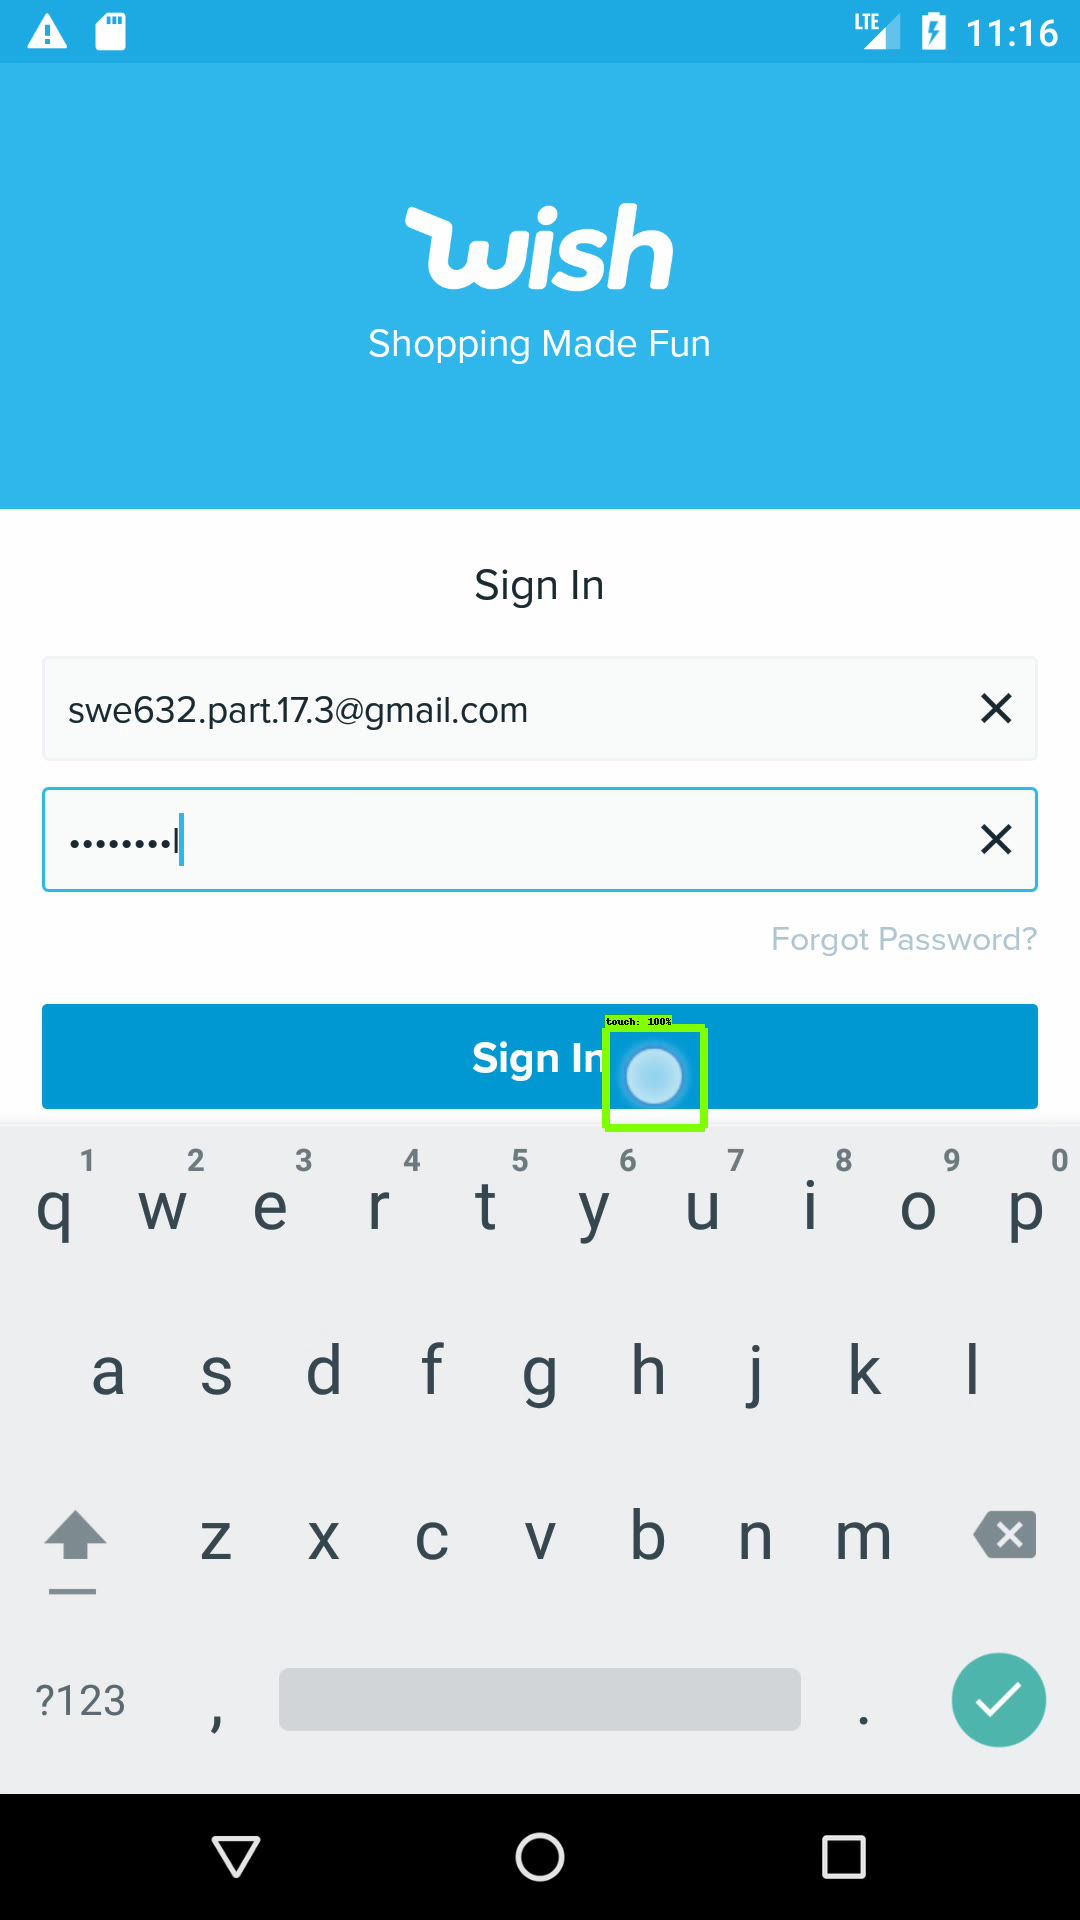 LTE 11:16
wish
Shopping Made Fun
Sign In
swe632.part.17.3@gmail.com
••••••••l
Forgot Password?
touch: 100%
Sign In
1 2 3 4 5 6 7 8 9 0
q w e r t y u i o p
a s d f g h j k l
z x c v b n m
?123 , .